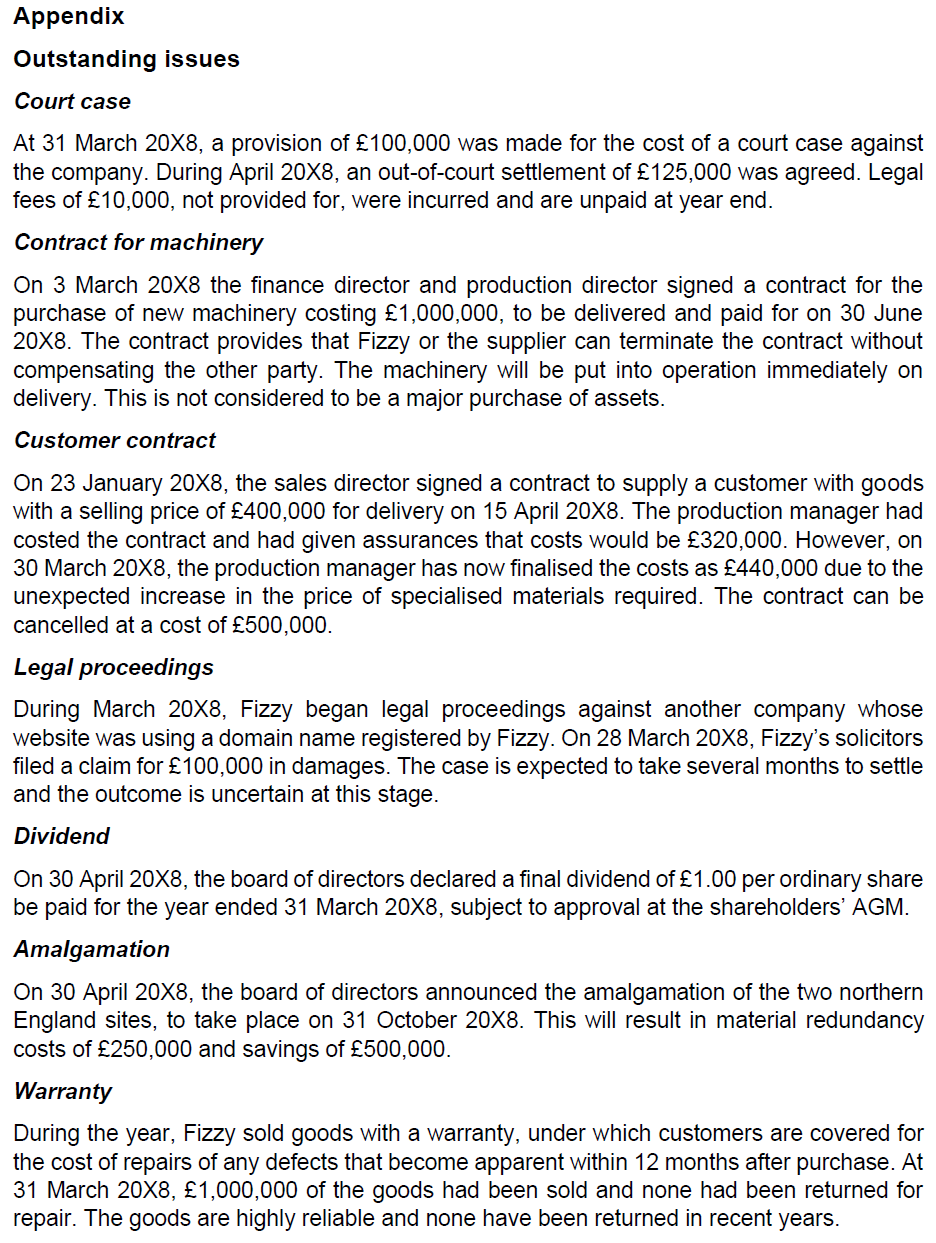 Appendix
Outstanding issues
Court case
At 31 March 20X8, a provision of £100,000 was made for the cost of a court case against
the company. During April 20X8, an out-of-court settlement of £125,000 was agreed. Legal
fees of £10,000, not provided for, were incurred and are unpaid at year end.
Contract for machinery
On 3 March 20X8 the finance director and production director signed a contract for the
purchase of new machinery costing £1,000,000, to be delivered and paid for on 30 June
20X8. The contract provides that Fizzy or the supplier can terminate the contract without
compensating the other party. The machinery will be put into operation immediately on
delivery. This is not considered to be a major purchase of assets.
Customer contract
On 23 January 20X8, the sales director signed a contract to supply a customer with goods
with a selling price of £400,000 for delivery on 15 April 20X8. The production manager had
costed the contract and had given assurances that costs would be £320,000. However, on
30 March 20X8, the production manager has now finalised the costs as £440,000 due to the
unexpected increase in the price of specialised materials required. The contract can be
cancelled at a cost of £500,000.
Legal proceedings
During March 20X8, Fizzy began legal proceedings against another company whose
website was using a domain name registered by Fizzy. On 28 March 20X8, Fizzy's solicitors
filed a claim for £100,000 in damages. The case is expected to take several months to settle
and the outcome is uncertain at this stage.
Dividend
On 30 April 20X8, the board of directors declared a final dividend of £1.00 per ordinary share
be paid for the year ended 31 March 20X8, subject to approval at the shareholders' AGM.
Amalgamation
On 30 April 20X8, the board of directors announced the amalgamation of the two northern
England sites, to take place on 31 October 20X8. This will result in material redundancy
costs of £250,000 and savings of £500,000.
Warranty
During the year, Fizzy sold goods with a warranty, under which customers are covered for
the cost of repairs of any defects that become apparent within 12 months after purchase. At
31 March 20X8, £1,000,000 of the goods had been sold and none had been returned for
repair. The goods are highly reliable and none have been returned in recent years.